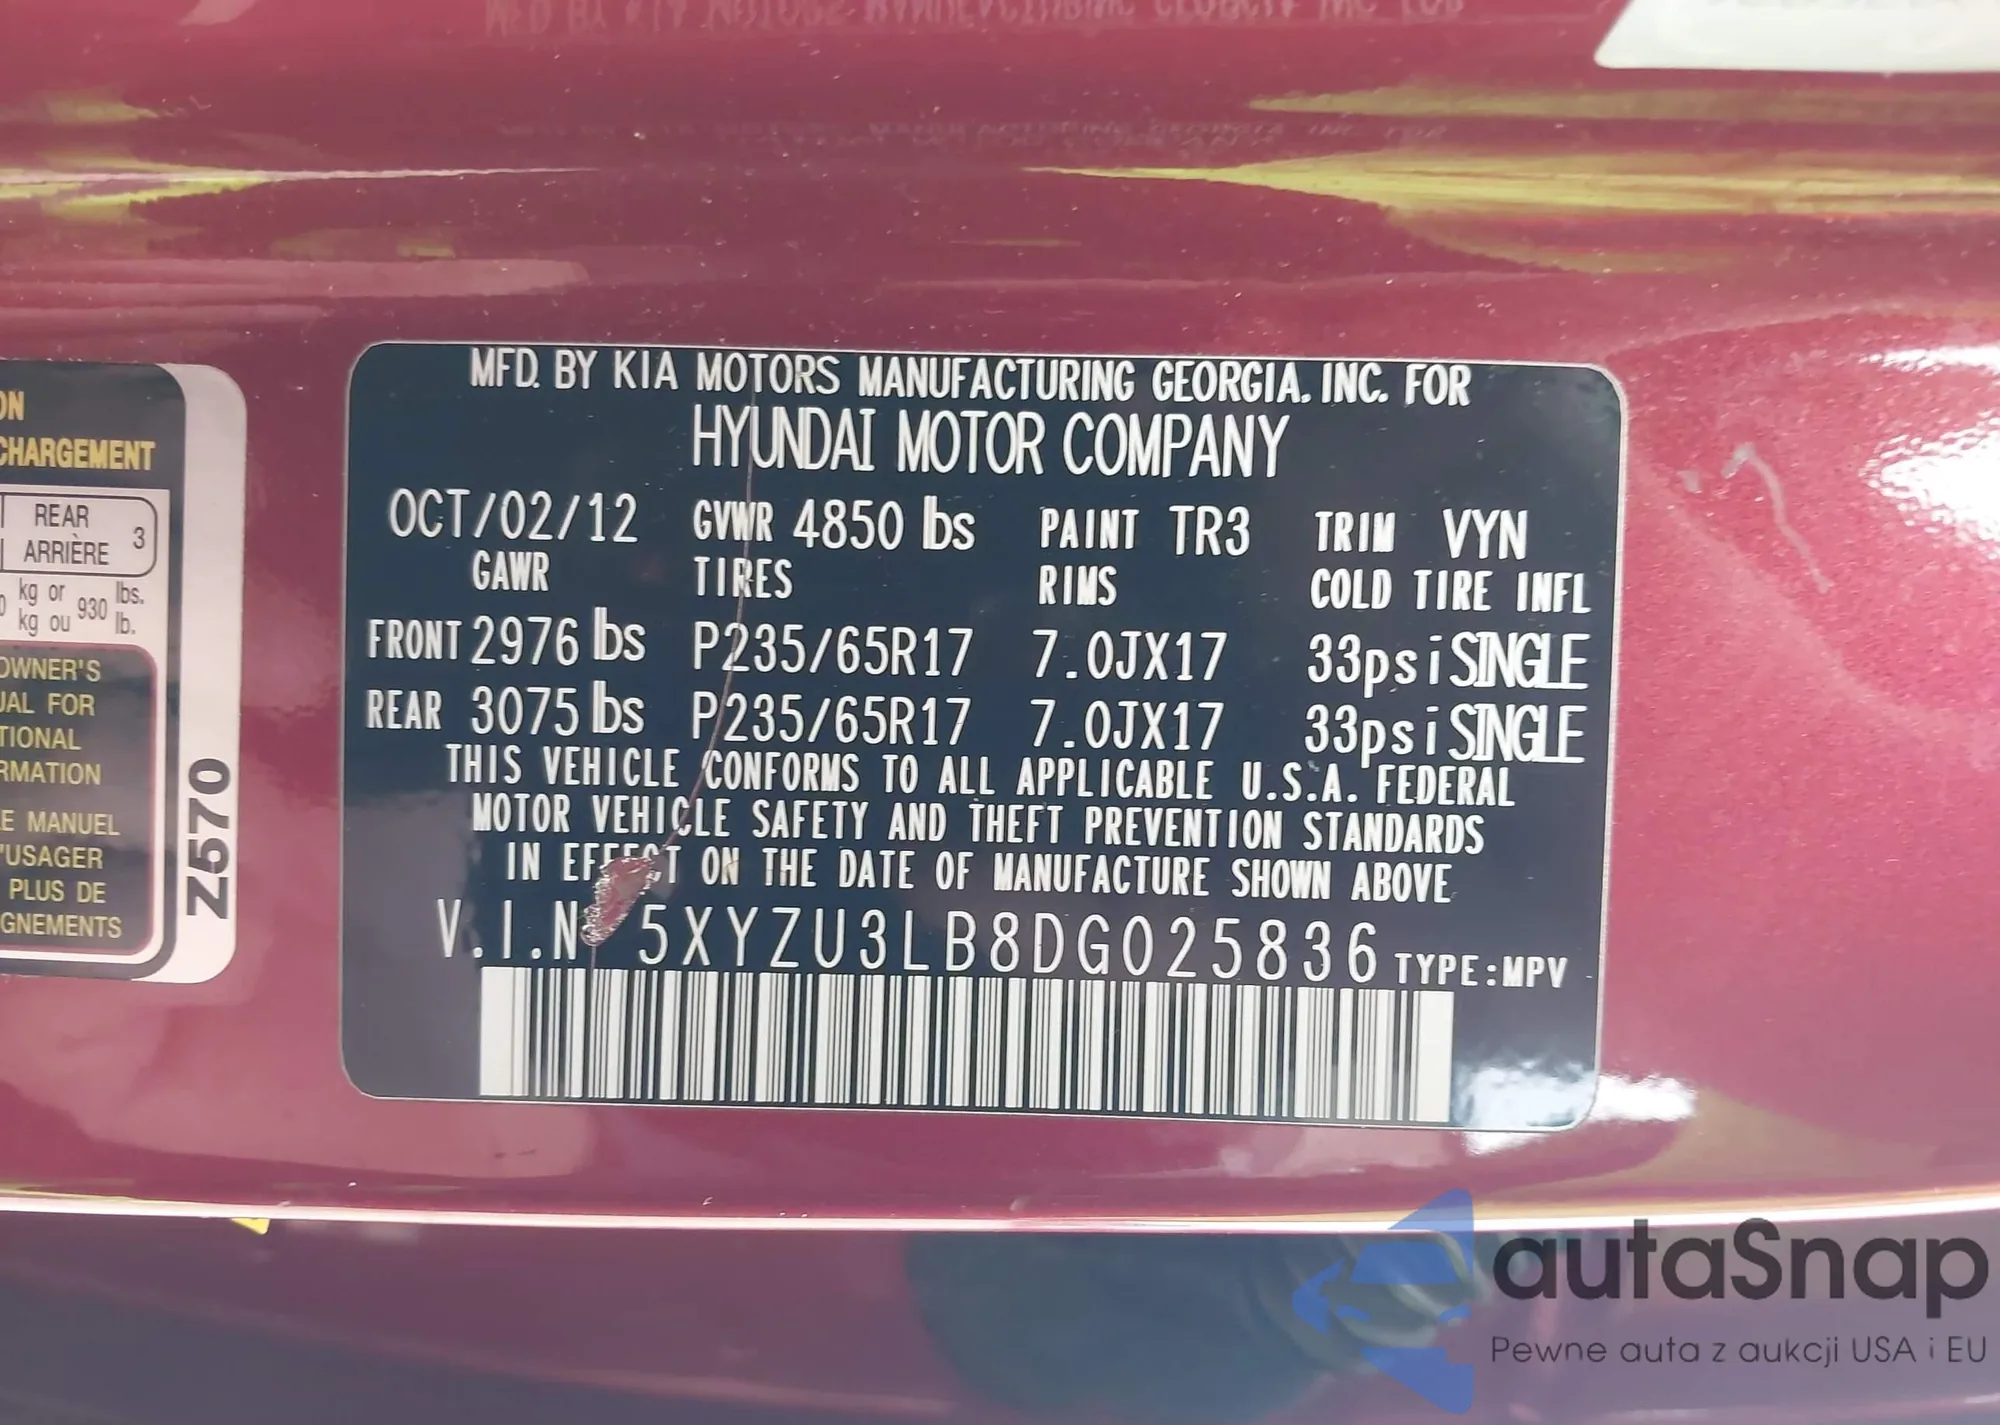 MFD. BY KIA MOTORS MANUFACTURING GEORGIA. INC. FOR
HYUNDAI MOTOR COMPANY
OCT/02/12 GVWR 4850 lbs PAINT TR3 TRIM VYN
GAWR TIRES RIMS COLD TIRE INFL
FRONT 2976 lbs P235/65R17 7.0JX17 33psi SINGLE
REAR 3075 lbs P235/65R17 7.0JX17 33psi SINGLE
THIS VEHICLE CONFORMS TO ALL APPLICABLE U.S.A. FEDERAL
MOTOR VEHICLE SAFETY AND THEFT PREVENTION STANDARDS
IN EFFECT ON THE DATE OF MANUFACTURE SHOWN ABOVE
V.I.N 5XYZU3LB8DG025836 TYPE:MPV
CHARGEMENT
REAR 3
ARRIÈRE
kg or 930 lbs.
kg ou lb.
OWNER'S
FOR
MANUEL
PLUS DE
Z570
autaSnap
Pewne auta z aukcji USA i EU